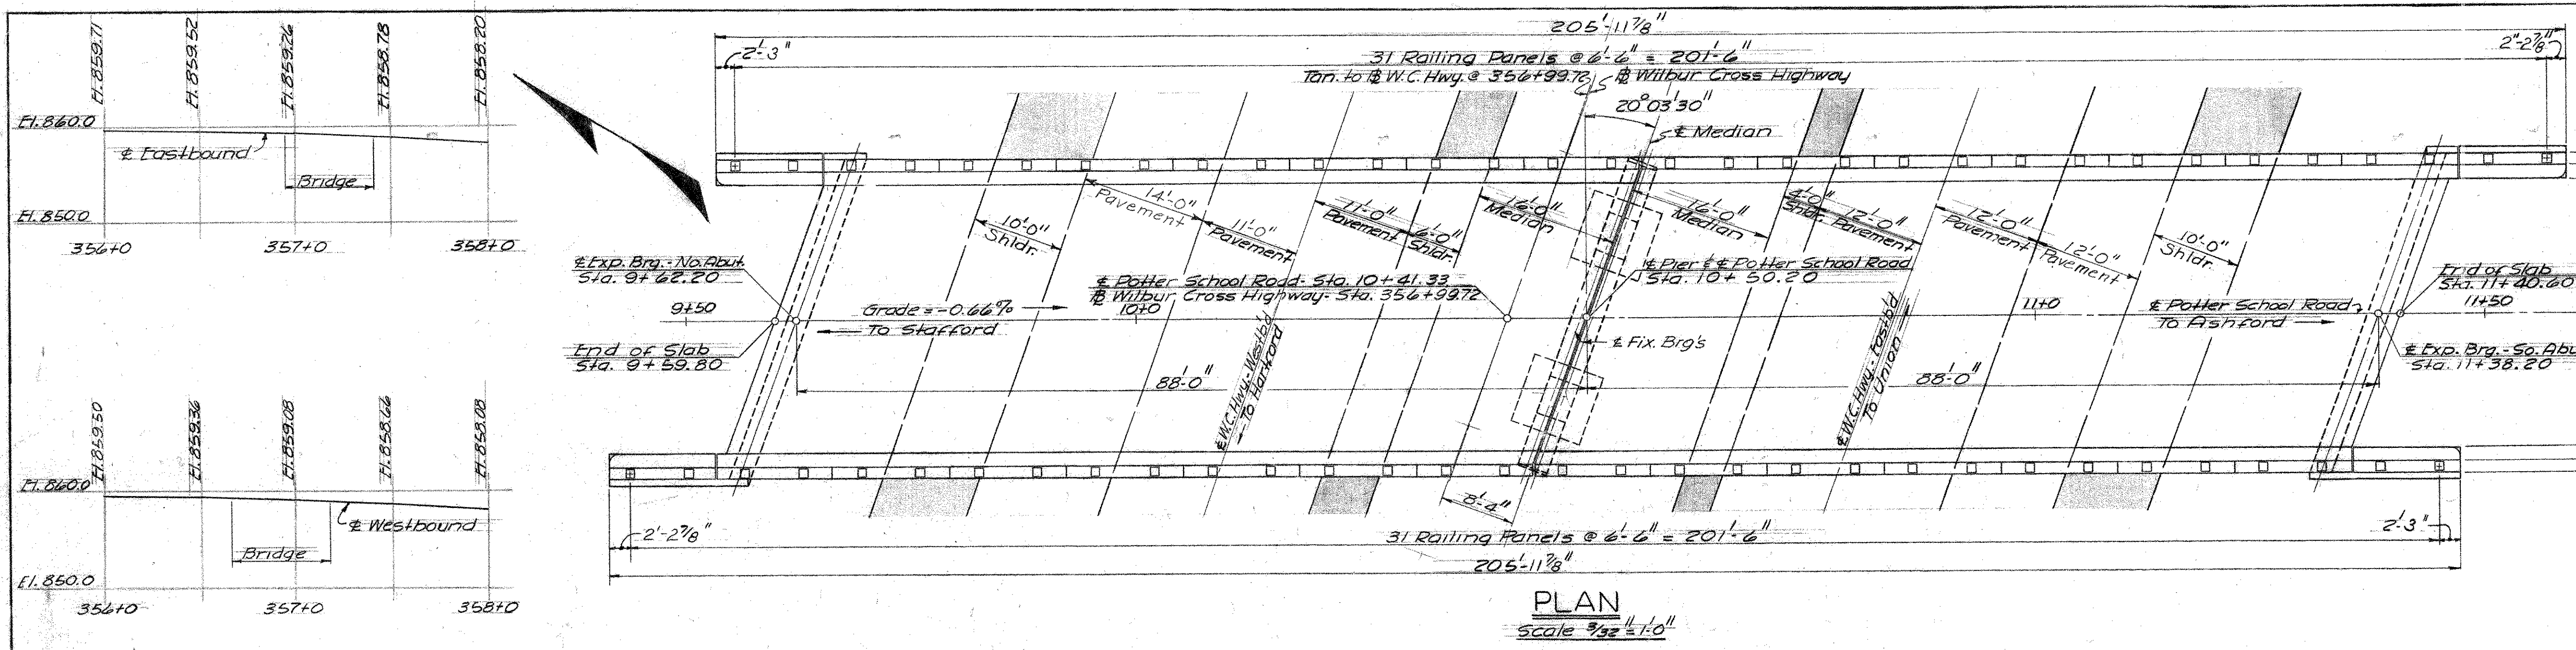 El. 859.71
El. 859.52
El. 859.26
El. 858.78
El. 858.20
El. 860.0
℄ Eastbound
Bridge
El. 850.0
356+0
357+0
358+0
El. 859.50
El. 859.36
El. 859.08
El. 858.66
El. 858.08
El. 860.0
℄ Westbound
Bridge
El. 850.0
356+0
357+0
358+0
205'-11 7/8"
2'-3"
31 Railing Panels @ 6'-6" = 201'-6"
2"-2 7/8"
Tan. to ⅊ W.C. Hwy. @ 356+99.72
⅊ Wilbur Cross Highway
20° 03' 30"
℄ Median
14'-0"
Pavement
10'-0"
Shldr.
11'-0"
Pavement
11'-0"
Pavement
6'-0"
Shldr.
16'-0"
Median
16'-0"
Median
4'-0"
Shldr.
12'-0"
Pavement
12'-0"
Pavement
12'-0"
Pavement
10'-0"
Shldr.
℄ Exp. Brg. - No. Abut.
Sta. 9+62.20
9+50
Grade = -0.66%
To Stafford
℄ Potter School Road - Sta. 10+41.33
⅊ Wilbur Cross Highway - Sta. 356+99.72
10+0
℄ Pier & ℄ Potter School Road
Sta. 10+50.20
11+0
℄ Potter School Road
To Ashford
End of Slab
Sta. 11+40.60
11+50
End of Slab
Sta. 9+59.80
88'-0"
℄ W.C. Hwy. - Westb'd
To Hartford
℄ Fix. Brg's
88'-0"
℄ W.C. Hwy. - Eastb'd
To Union
℄ Exp. Brg. - So. Abu
Sta. 11+38.20
8'-4"
2'-2 7/8"
31 Railing Panels @ 6'-6" = 201'-6"
2'-3"
205'-11 7/8"
PLAN
Scale 3/32" = 1'-0"